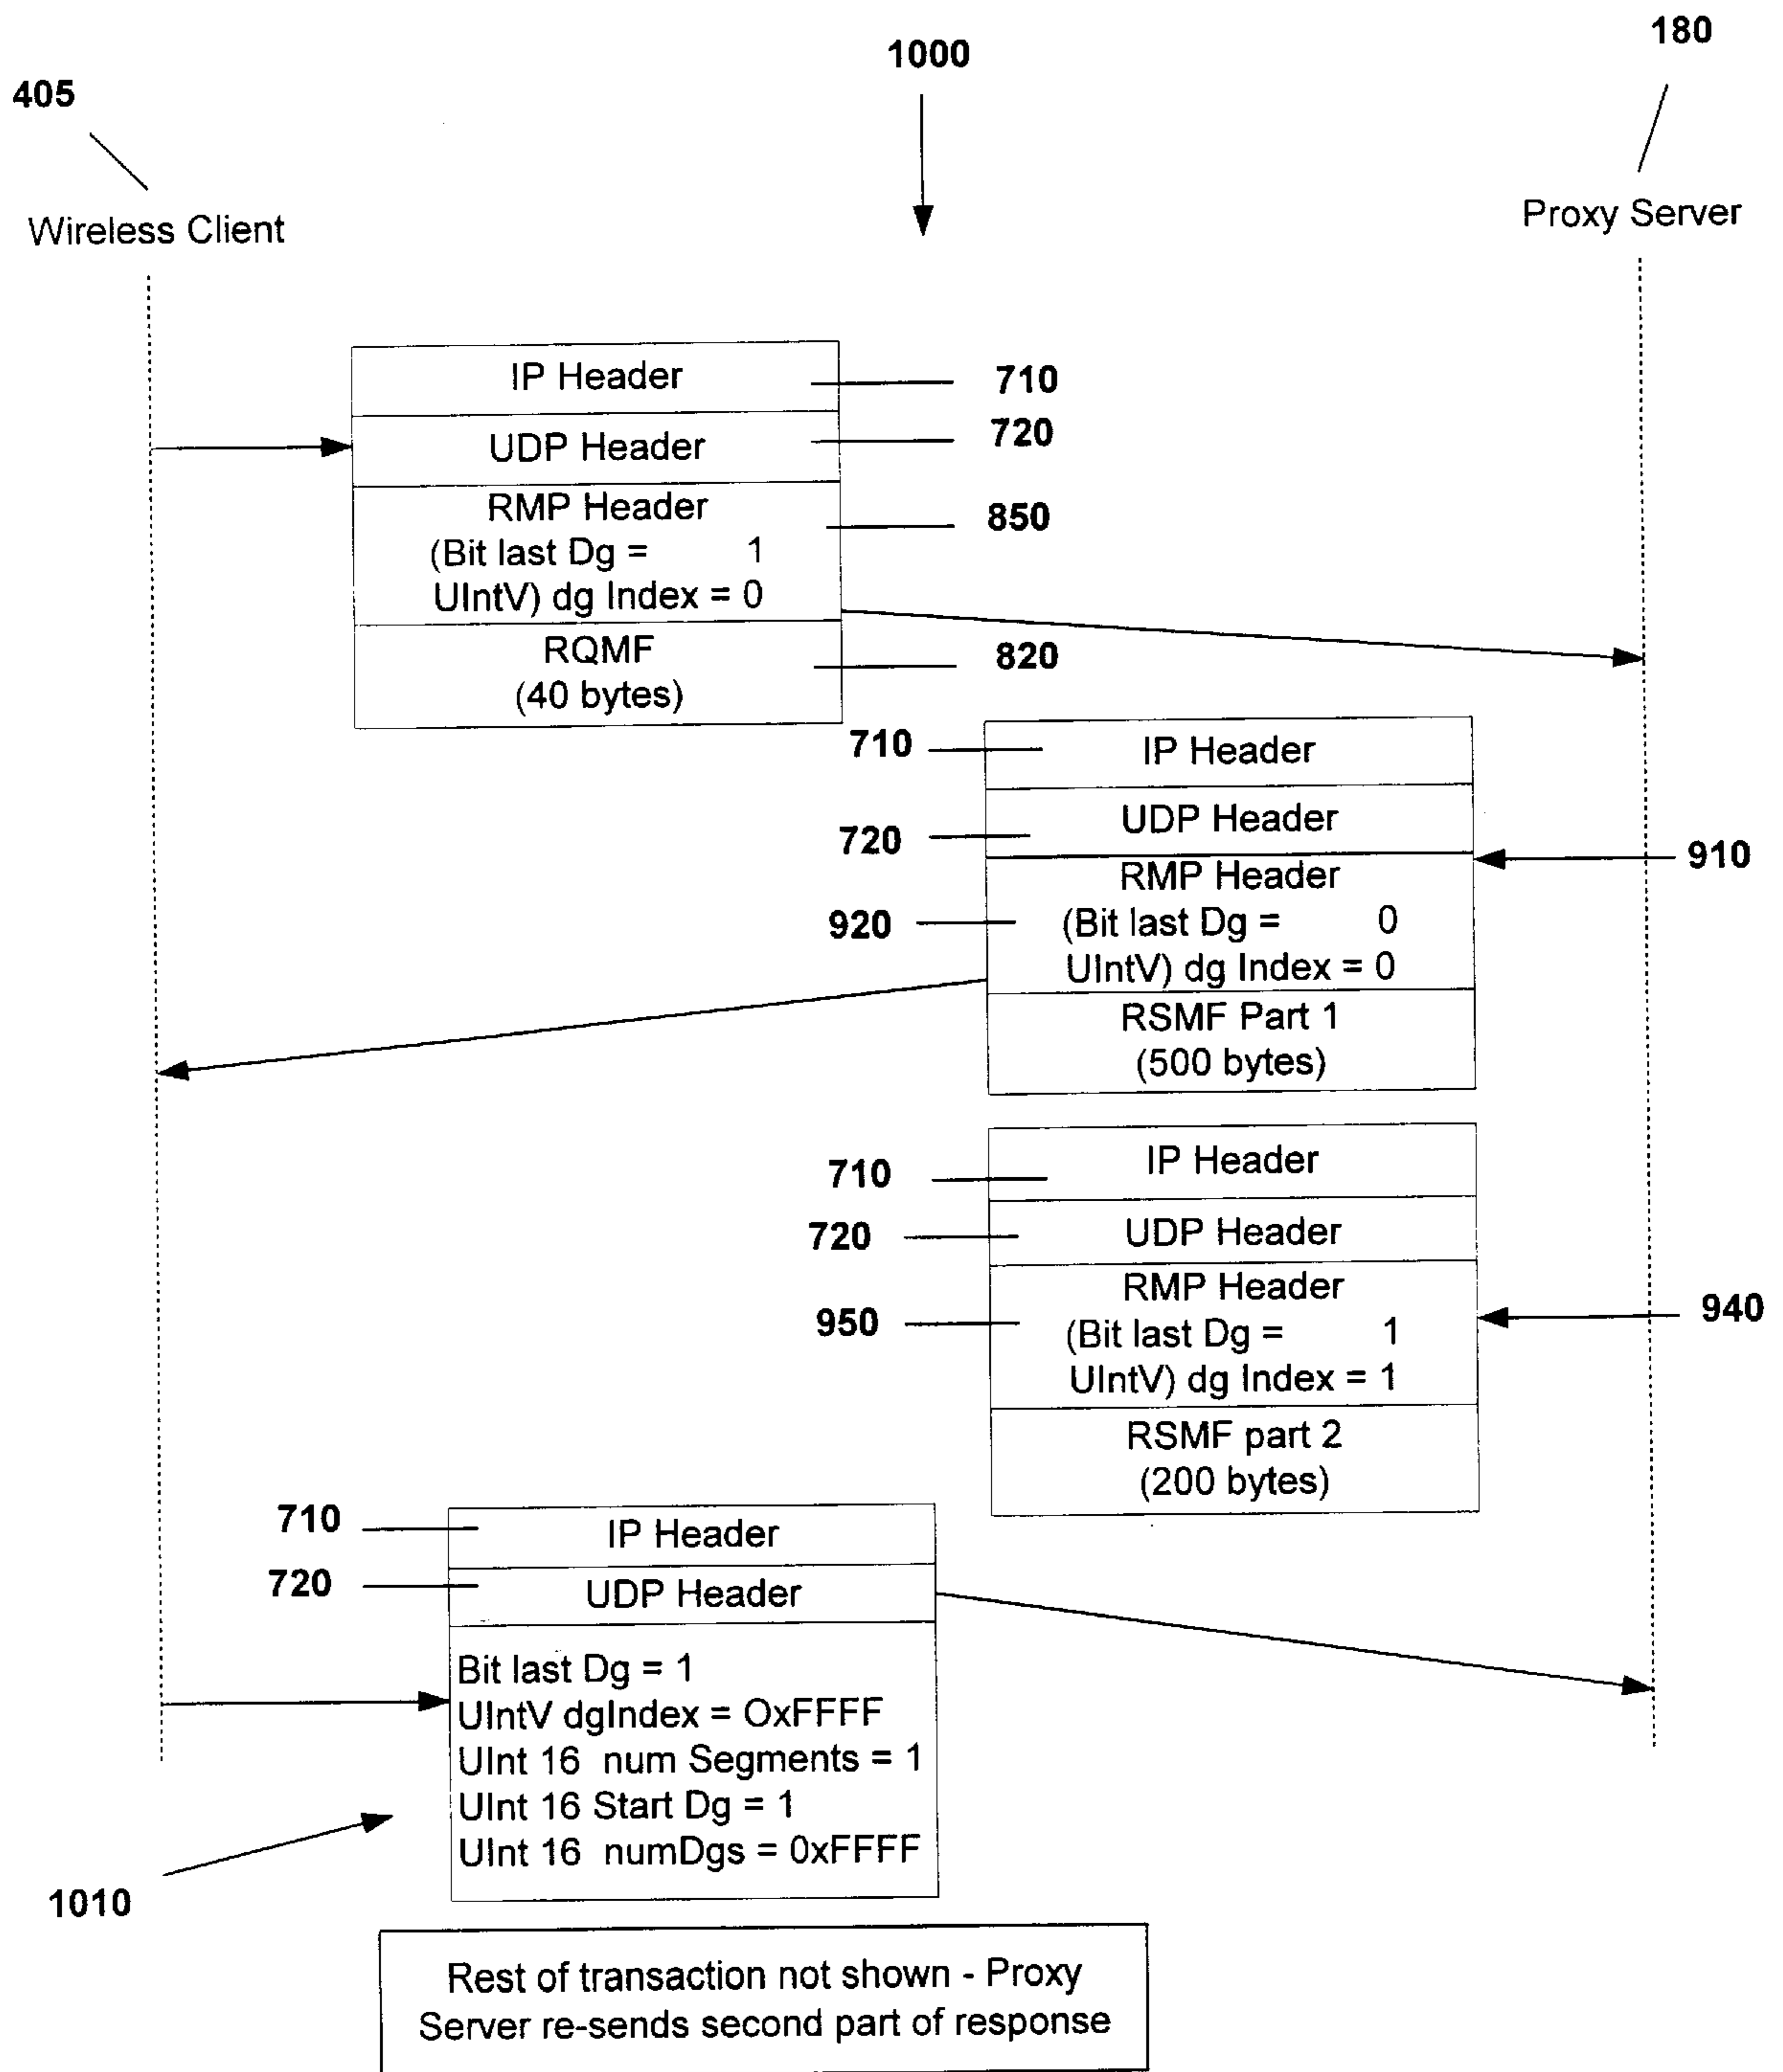 1000
180
405
Wireless Client
Proxy Server
IP Header
710
UDP Header
720
RMP Header
(Bit last Dg = 1
UIntV) dg Index = 0
850
RQMF
(40 bytes)
820
710
IP Header
720
UDP Header
910
RMP Header
(Bit last Dg = 0
UIntV) dg Index = 0
920
RSMF Part 1
(500 bytes)
710
IP Header
720
UDP Header
RMP Header
(Bit last Dg = 1
UIntV) dg Index = 1
950
940
RSMF part 2
(200 bytes)
710
IP Header
720
UDP Header
Bit last Dg = 1
UIntV dgIndex = OxFFFF
UInt 16 num Segments = 1
UInt 16 Start Dg = 1
UInt 16 numDgs = 0xFFFF
1010
Rest of transaction not shown - Proxy
Server re-sends second part of response